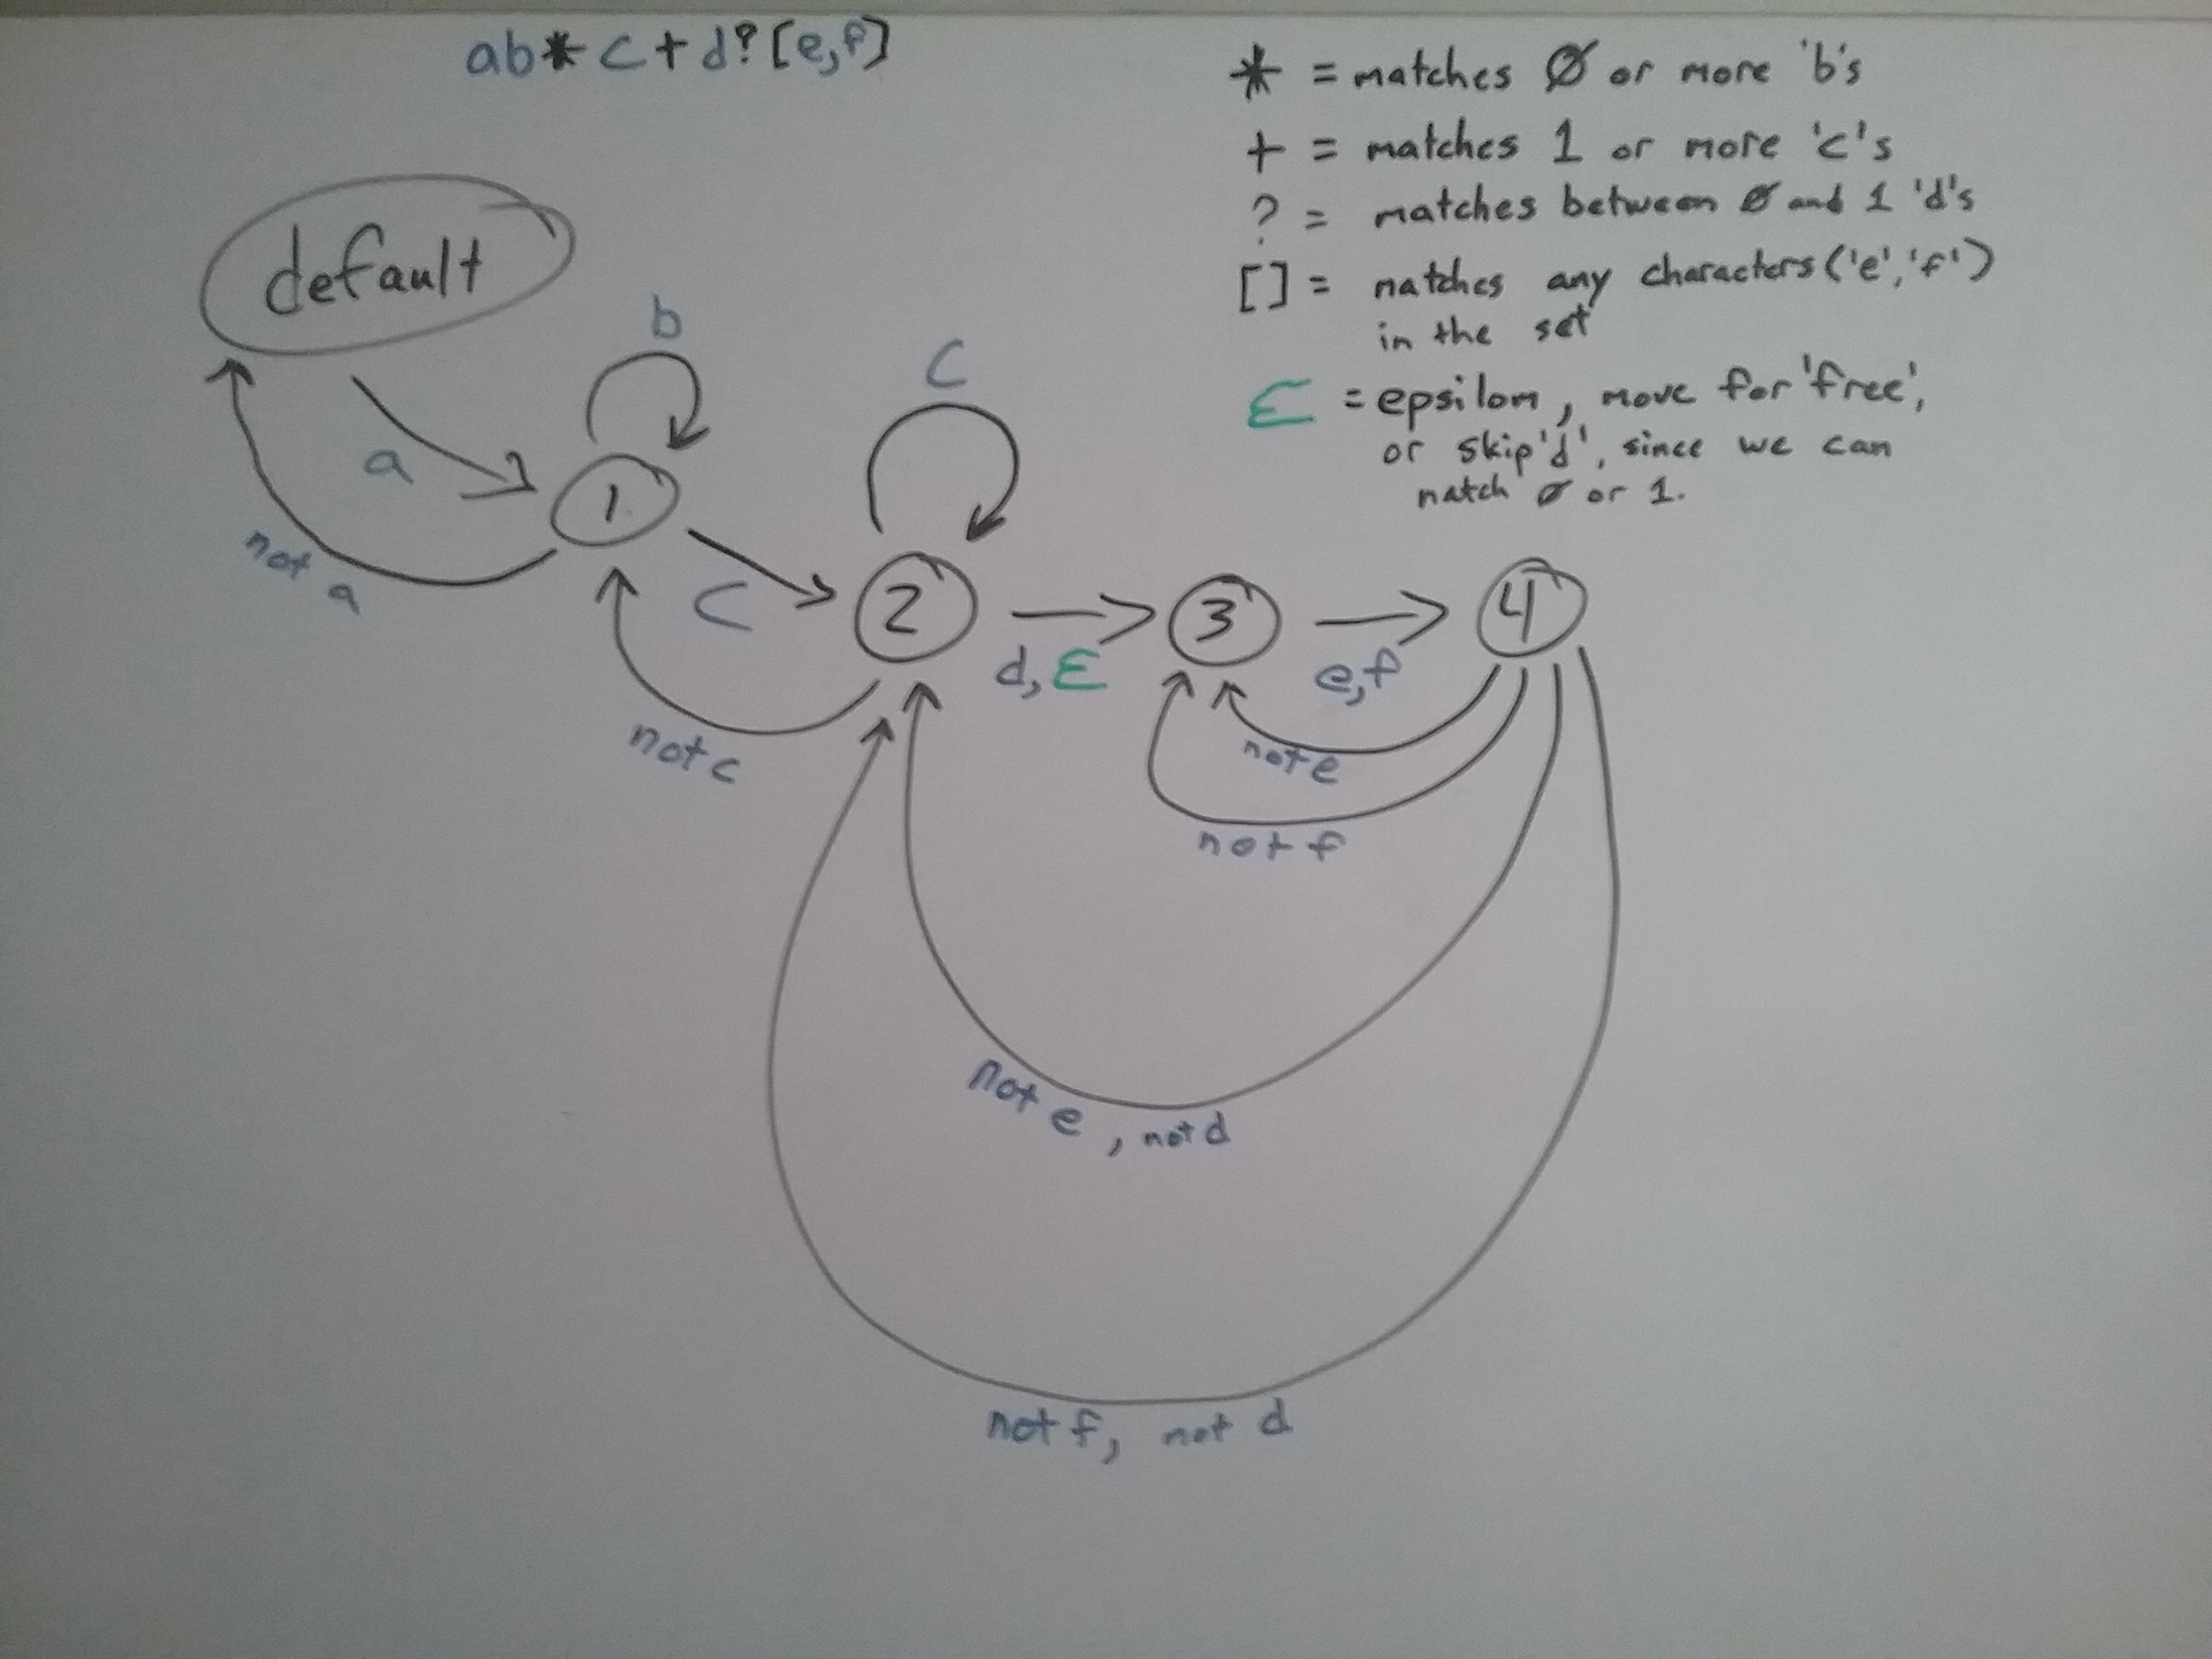 ab*c+d?[e,f]
* = matches Ø or more 'b's
+ = matches 1 or more 'c's
? = matches between Ø and 1 'd's
[] = natches any characters('e','f')
in the set
ε = epsilom, move for 'free',
or skip 'd', since we can
natch Ø or 1.
default
b
c
a
1
not a
c
2
3
4
d, ε
e,f
not c
not e
not f
not e, not d
not f, not d